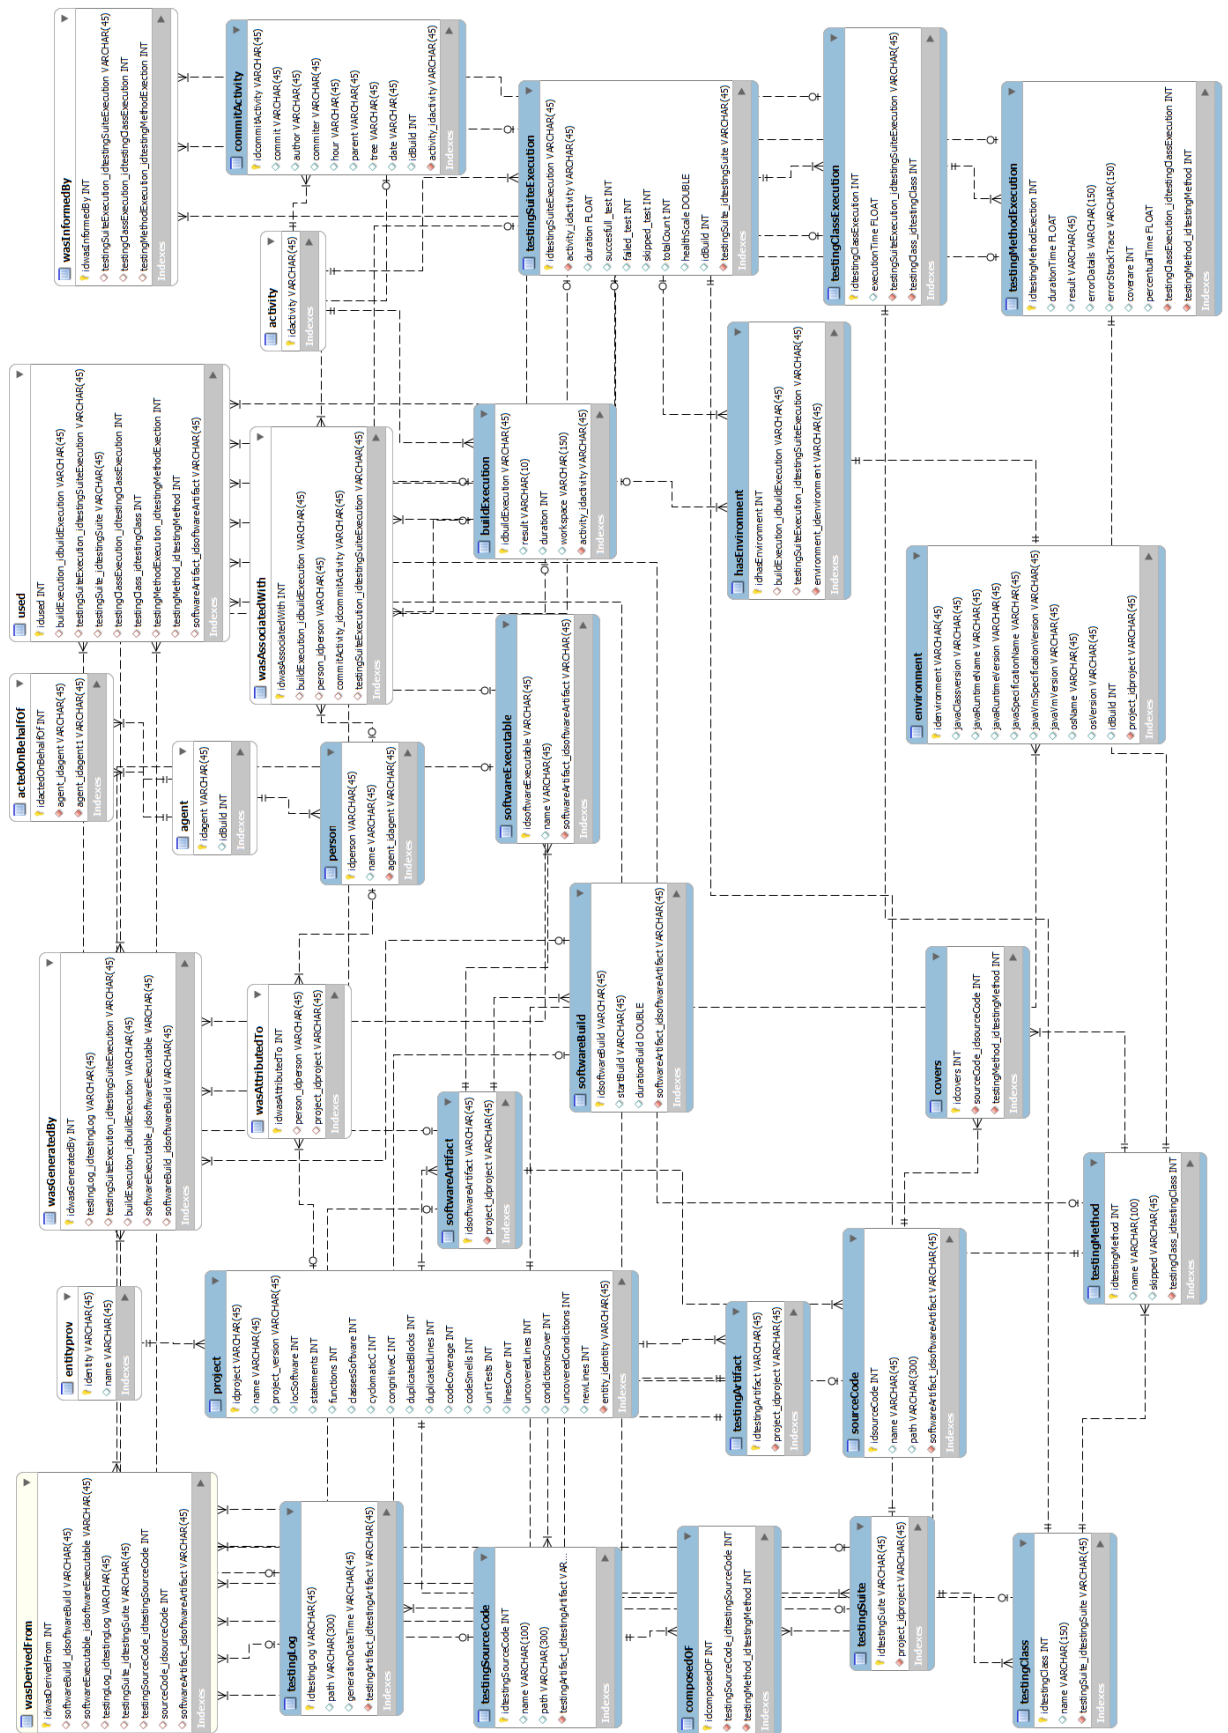 wasInformedBy
idwasInformedBy INT
testingSuiteExecution_idtestingSuiteExecution VARCHAR(45)
testingClassExecution_idtestingClassExecution INT
testingMethodExecution_idtestingMethodExection INT
Indexes
commitActivity
idcommitActivity VARCHAR(45)
commit VARCHAR(45)
author VARCHAR(45)
commiter VARCHAR(45)
hour VARCHAR(45)
parent VARCHAR(45)
tree VARCHAR(45)
date VARCHAR(45)
idBuild INT
activity_idactivity VARCHAR(45)
Indexes
testingSuiteExecution
idtestingSuiteExecution VARCHAR(45)
activity_idactivity VARCHAR(45)
duration FLOAT
succesfull_test INT
failed_test INT
skipped_test INT
totalCount INT
healthScale DOUBLE
idBuild INT
testingSuite_idtestingSuite VARCHAR(45)
Indexes
testingClassExecution
idtestingClassExecution INT
executionTime FLOAT
testingSuiteExecution_idtestingSuiteExecution VARCHAR(45)
testingClass_idtestingClass INT
Indexes
testingMethodExecution
idtestingMethodExection INT
durationTime FLOAT
result VARCHAR(45)
errorDatails VARCHAR(150)
errorStrackTrace VARCHAR(150)
coverare INT
percentualTime FLOAT
testingClassExecution_idtestingClassExecution INT
testingMethod_idtestingMethod INT
Indexes
activity
idactivity VARCHAR(45)
Indexes
used
idused INT
buildExecution_idbuildExecution VARCHAR(45)
testingSuiteExecution_idtestingSuiteExecution VARCHAR(45)
testingSuite_idtestingSuite VARCHAR(45)
testingClassExecution_idtestingClassExecution INT
testingClass_idtestingClass INT
testingMethodExecution_idtestingMethodExection INT
testingMethod_idtestingMethod INT
softwareArtifact_idsoftwareArtifact VARCHAR(45)
Indexes
wasAssociatedWith
idwasAssociatedWith INT
buildExecution_idbuildExecution VARCHAR(45)
person_idperson VARCHAR(45)
commitActivity_idcommitActivity VARCHAR(45)
testingSuiteExecution_idtestingSuiteExecution VARCHAR(45)
Indexes
buildExecution
idbuildExecution VARCHAR(45)
result VARCHAR(10)
duration INT
workspace VARCHAR(150)
activity_idactivity VARCHAR(45)
Indexes
hasEnvironment
idhasEnvironment INT
buildExecution_idbuildExecution VARCHAR(45)
testingSuiteExecution_idtestingSuiteExecution VARCHAR(45)
environment_idenvironment VARCHAR(45)
Indexes
environment
idenvironment VARCHAR(45)
javaClassversion VARCHAR(45)
javaRuntimeName VARCHAR(45)
javaRuntimeVersion VARCHAR(45)
javaSpecificationName VARCHAR(45)
javaVmSpecificationVersion VARCHAR(45)
javaVmVersion VARCHAR(45)
osName VARCHAR(45)
osVersion VARCHAR(45)
idBuild INT
project_idproject VARCHAR(45)
Indexes
actedOnBehalfOf
idactedOnBehalfOf INT
agent_idagent VARCHAR(45)
agent_idagent1 VARCHAR(45)
Indexes
agent
idagent VARCHAR(45)
idBuild INT
Indexes
person
idperson VARCHAR(45)
name VARCHAR(45)
agent_idagent VARCHAR(45)
Indexes
softwareExecutable
idsoftwareExecutable VARCHAR(45)
name VARCHAR(45)
softwareArtifact_idsoftwareArtifact VARCHAR(45)
Indexes
wasGeneratedBy
idwasGeneratedBy INT
testingLog_idtestingLog VARCHAR(45)
testingSuiteExecution_idtestingSuiteExecution VARCHAR(45)
buildExecution_idbuildExecution VARCHAR(45)
softwareExecutable_idsoftwareExecutable VARCHAR(45)
softwareBuild_idsoftwareBuild VARCHAR(45)
Indexes
wasAttributedTo
idwasAttributedTo INT
person_idperson VARCHAR(45)
project_idproject VARCHAR(45)
Indexes
softwareArtifact
idsoftwareArtifact VARCHAR(45)
project_idproject VARCHAR(45)
Indexes
softwareBuild
idsoftwareBuild VARCHAR(45)
startBuild VARCHAR(45)
durationBuild DOUBLE
softwareArtifact_idsoftwareArtifact VARCHAR(45)
Indexes
covers
idcovers INT
sourceCode_idsourceCode INT
testingMethod_idtestingMethod INT
Indexes
testingMethod
idtestingMethod INT
name VARCHAR(100)
skipped VARCHAR(45)
testingClass_idtestingClass INT
Indexes
entityprov
identity VARCHAR(45)
name VARCHAR(45)
Indexes
project
idproject VARCHAR(45)
name VARCHAR(45)
project_version VARCHAR(45)
locSoftware INT
statements INT
functions INT
classesSoftware INT
cyclomaticC INT
congnitiveC INT
duplicatedBlocks INT
duplicatedLines INT
codeCoverage INT
codeSmells INT
unitTests INT
linesCover INT
uncoveredLines INT
condictionsCover INT
uncoveredConditions INT
newLines INT
entity_identity VARCHAR(45)
Indexes
testingArtifact
idtestingArtifact VARCHAR(45)
project_idproject VARCHAR(45)
Indexes
sourceCode
idsourceCode INT
name VARCHAR(45)
path VARCHAR(300)
softwareArtifact_idsoftwareArtifact VARCHAR(45)
Indexes
wasDerivedFrom
idwasDerivedFrom INT
softwareBuild_idsoftwareBuild VARCHAR(45)
softwareExecutable_idsoftwareExecutable VARCHAR(45)
testingLog_idtestingLog VARCHAR(45)
testingSuite_idtestingSuite VARCHAR(45)
testingSourceCode_idtestingSourceCode INT
sourceCode_idsourceCode INT
softwareArtifact_idsoftwareArtifact VARCHAR(45)
Indexes
testingLog
idtestingLog VARCHAR(45)
path VARCHAR(300)
generationDateTime VARCHAR(45)
testingArtifact_idtestingArtifact VARCHAR(45)
Indexes
testingSourceCode
idtestingSourceCode INT
name VARCHAR(100)
path VARCHAR(300)
testingArtifact_idtestingArtifact VAR...
Indexes
composedOF
idcomposedOF INT
testingSourceCode_idtestingSourceCode INT
testingMethod_idtestingMethod INT
Indexes
testingSuite
idtestingSuite VARCHAR(45)
project_idproject VARCHAR(45)
Indexes
testingClass
idtestingClass INT
name VARCHAR(150)
testingSuite_idtestingSuite VARCHAR(45)
Indexes